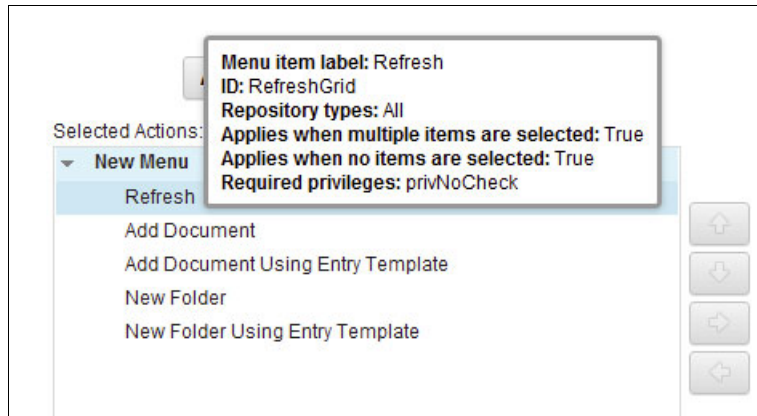 Menu item label: Refresh
ID: RefreshGrid
Repository types: All
Applies when multiple items are selected: True
Applies when no items are selected: True
Required privileges: privNoCheck
Selected Actions:
New Menu
Refresh
Add Document
Add Document Using Entry Template
New Folder
New Folder Using Entry Template